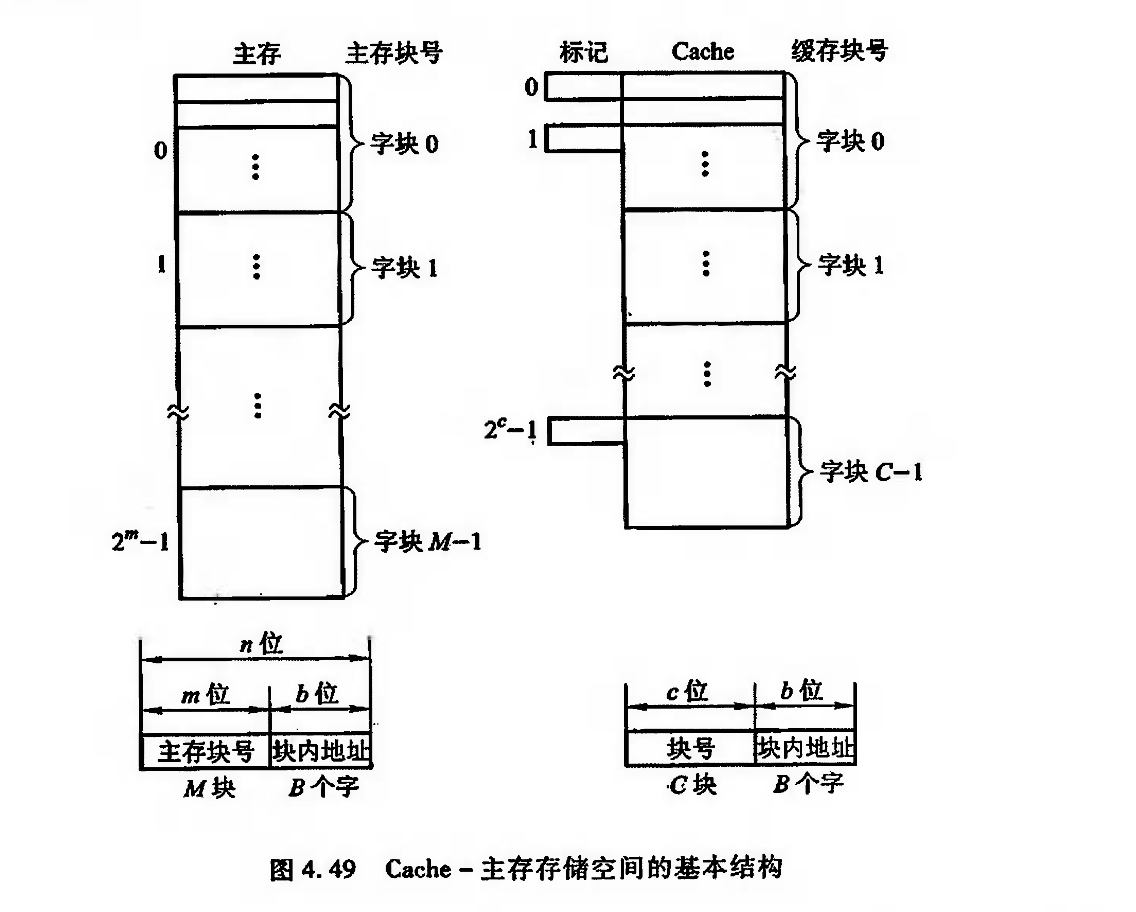 主存 主存块号 标记 Cache 缓存块号
0
字块 0
0
1
字块 0
1
字块 1
字块 1
2^c−1
字块 C−1
2^m−1
字块 M−1
n 位
m 位 b 位
主存块号 块内地址
M 块 B 个字
c 位 b 位
块号 块内地址
C 块 B 个字
图 4.49 Cache – 主存存储空间的基本结构